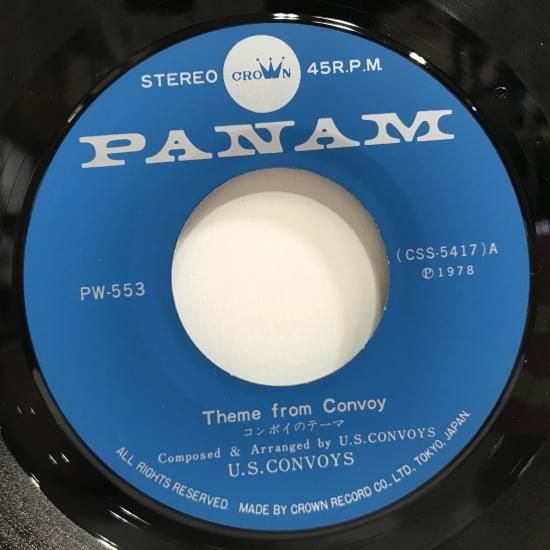 STEREO
CROWN
45R.P.M.
PANAM
PW-553
(CSS-5417)A
℗1978
Theme from Convoy
コンボイのテーマ
Composed & Arranged by U.S.CONVOYS
U.S.CONVOYS
ALL RIGHTS RESERVED. MADE BY CROWN RECORD CO., LTD., TOKYO, JAPAN.